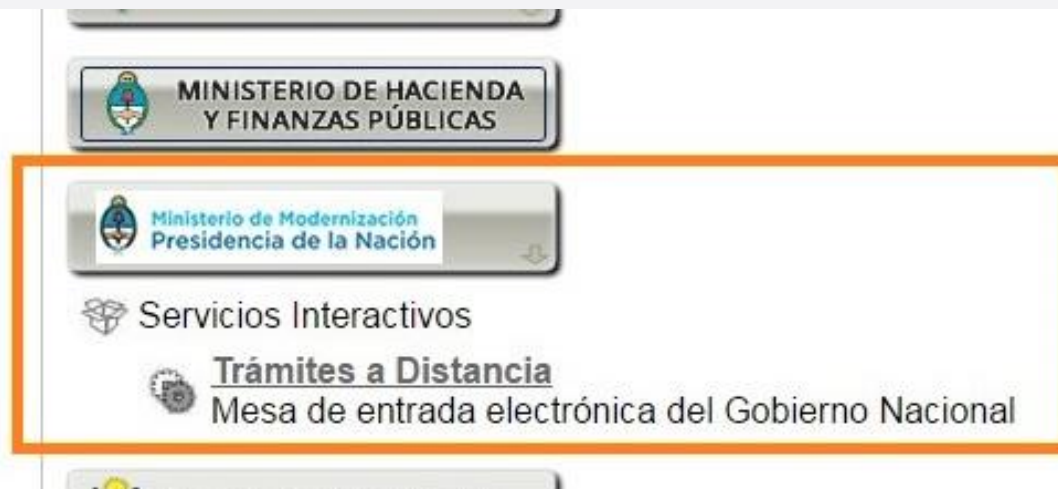 MINISTERIO DE HACIENDA
Y FINANZAS PÚBLICAS
Ministerio de Modernización
Presidencia de la Nación
Servicios Interactivos
Trámites a Distancia
Mesa de entrada electrónica del Gobierno Nacional